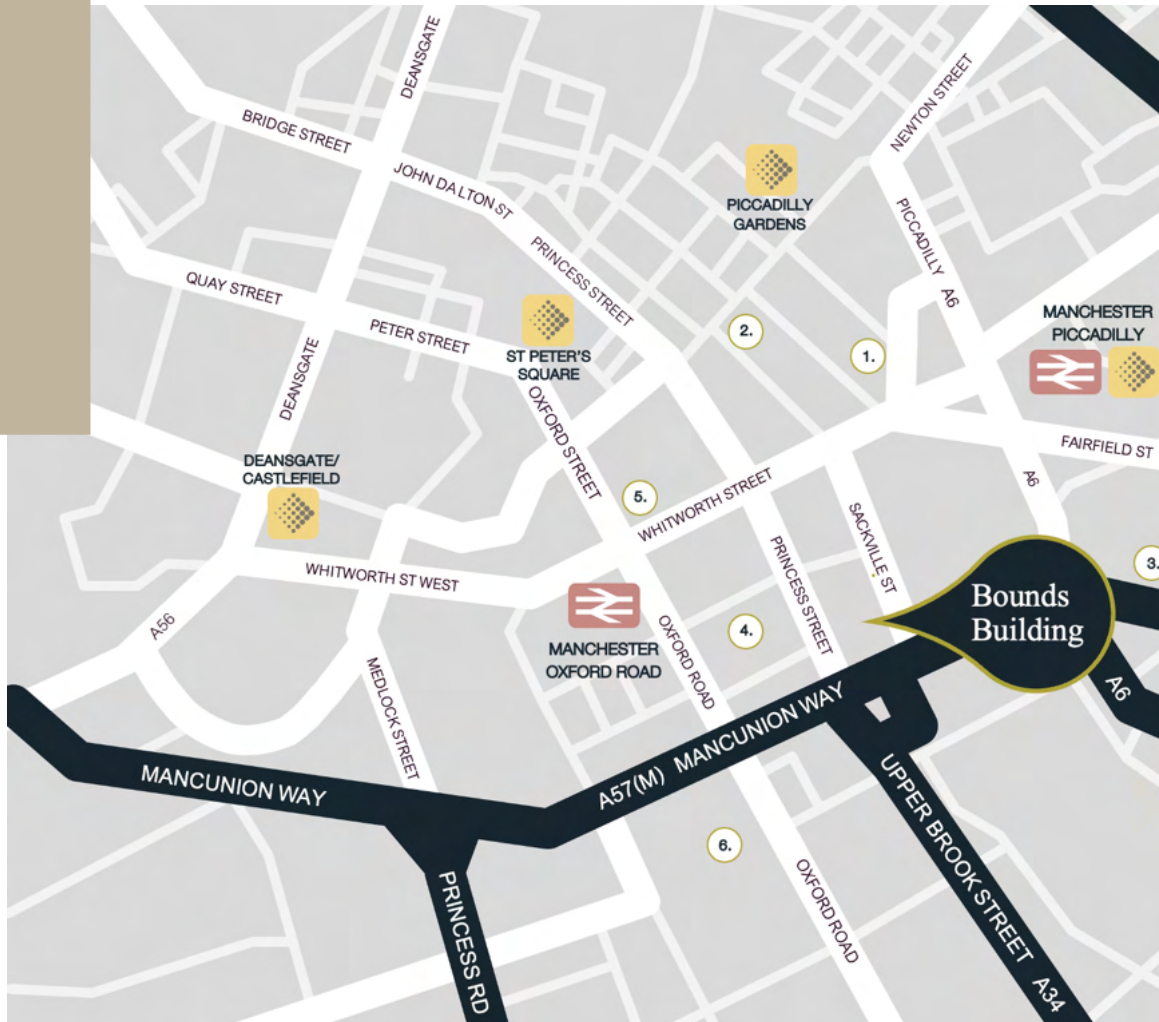 DEANSGATE
NEWTON STREET
BRIDGE STREET
JOHN DALTON ST
PICCADILLY
GARDENS
PICCADILLY A6
PRINCESS STREET
QUAY STREET
PETER STREET
ST PETER'S
SQUARE
2.
1.
MANCHESTER
PICCADILLY
DEANSGATE
OXFORD STREET
FAIRFIELD ST
DEANSGATE/
CASTLEFIELD
5.
WHITWORTH STREET
A6
SACKVILLE ST
WHITWORTH ST WEST
PRINCESS STREET
3.
Bounds
Building
A56
MANCHESTER
OXFORD ROAD
4.
OXFORD ROAD
MEDLOCK STREET
A6
MANCUNION WAY
A57(M) MANCUNION WAY
UPPER BROOK STREET A34
6.
OXFORD ROAD
PRINCESS RD